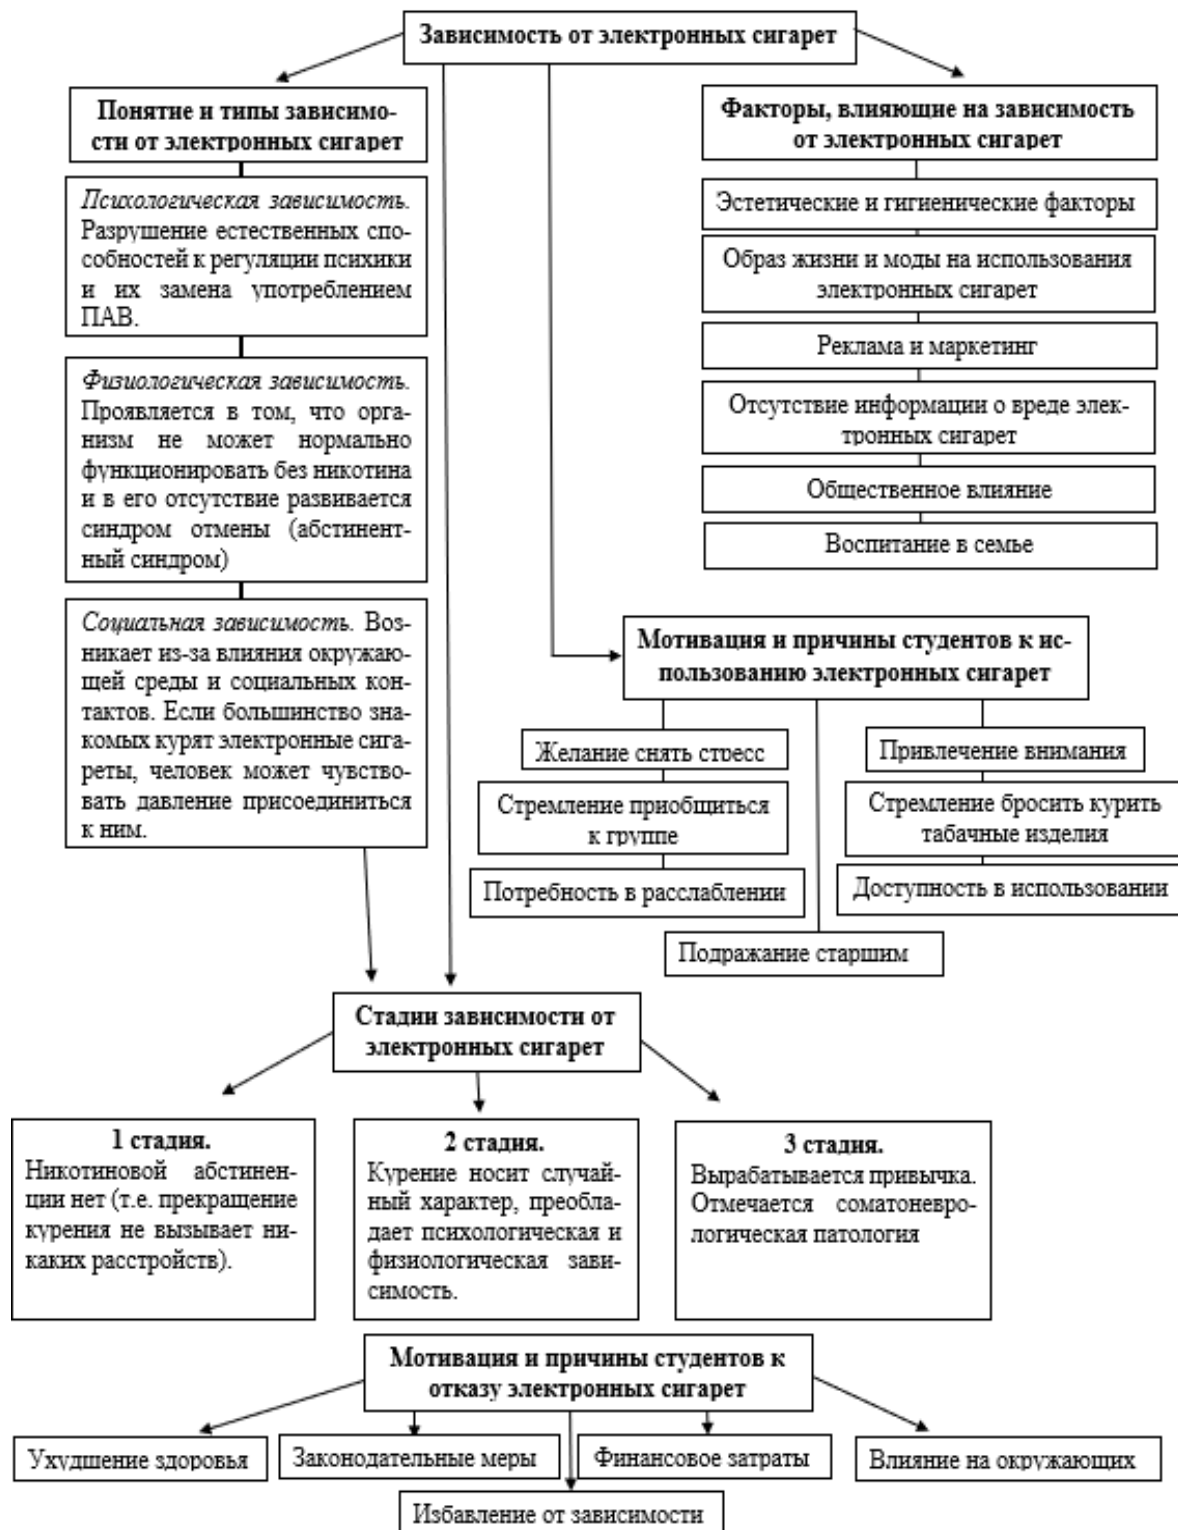 Зависимость от электронных сигарет
Понятие и типы зависимо-
сти от электронных сигарет
Психологическая зависимость.
Разрушение естественных спо-
собностей к регуляции психики
и их замена употреблением
ПАВ.
Физиологическая зависимость.
Проявляется в том, что орга-
низм не может нормально
функционировать без никотина
и в его отсутствие развивается
синдром отмены (абстинент-
ный синдром)
Социальная зависимость. Воз-
никает из-за влияния окружаю-
щей среды и социальных кон-
тактов. Если большинство зна-
комых курят электронные сига-
реты, человек может чувство-
вать давление присоединиться
к ним.
Факторы, влияющие на зависимость
от электронных сигарет
Эстетические и гигиенические факторы
Образ жизни и моды на использования
электронных сигарет
Реклама и маркетинг
Отсутствие информации о вреде элек-
тронных сигарет
Общественное влияние
Воспитание в семье
Мотивация и причины студентов к ис-
пользованию электронных сигарет
Желание снять стресс
Стремление приобщиться
к группе
Потребность в расслаблении
Привлечение внимания
Стремление бросить курить
табачные изделия
Доступность в использовании
Подражание старшим
Стадии зависимости от
электронных сигарет
1 стадия.
Никотиновой абстинен-
ции нет (т.е. прекращение
курения не вызывает ни-
каких расстройств).
2 стадия.
Курение носит случай-
ный характер, преобла-
дает психологическая и
физиологическая зави-
симость.
3 стадия.
Вырабатывается привычка.
Отмечается соматоневро-
логическая патология
Мотивация и причины студентов к
отказу электронных сигарет
Ухудшение здоровья
Законодательные меры
Финансовое затраты
Влияние на окружающих
Избавление от зависимости